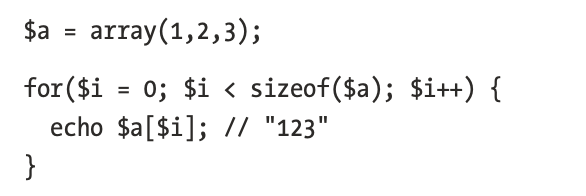 $a = array(1,2,3);
for($i = 0; $i < sizeof($a); $i++) {
echo $a[$i]; // "123"
}